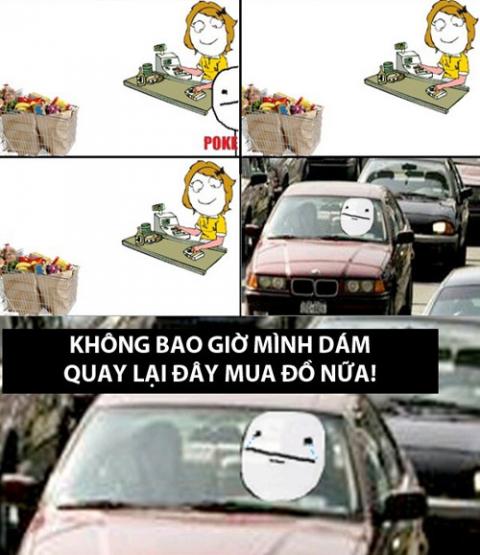 POKE
KHÔNG BAO GIỜ MÌNH DÁM
QUAY LẠI ĐÂY MUA ĐỒ NỮA!